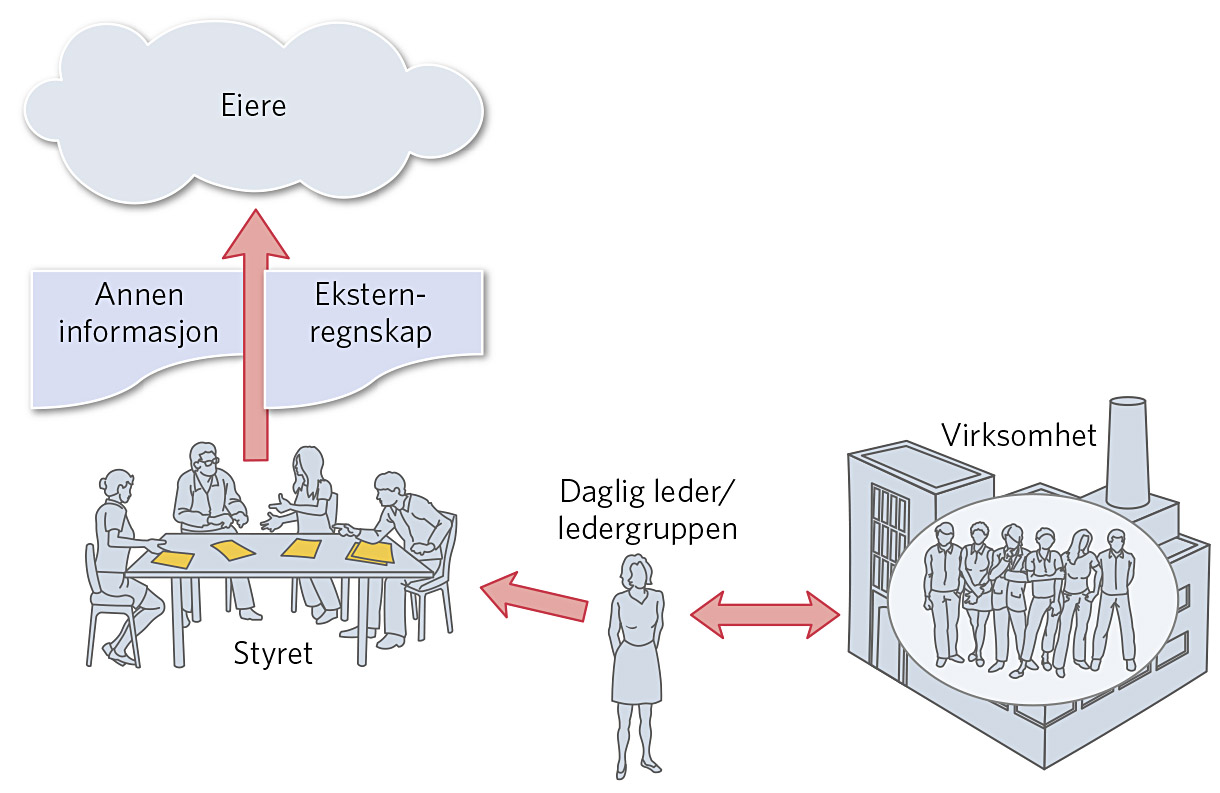 Eiere
Annen
informasjon
Ekstern-
regnskap
Virksomhet
Daglig leder/
ledergruppen
Styret